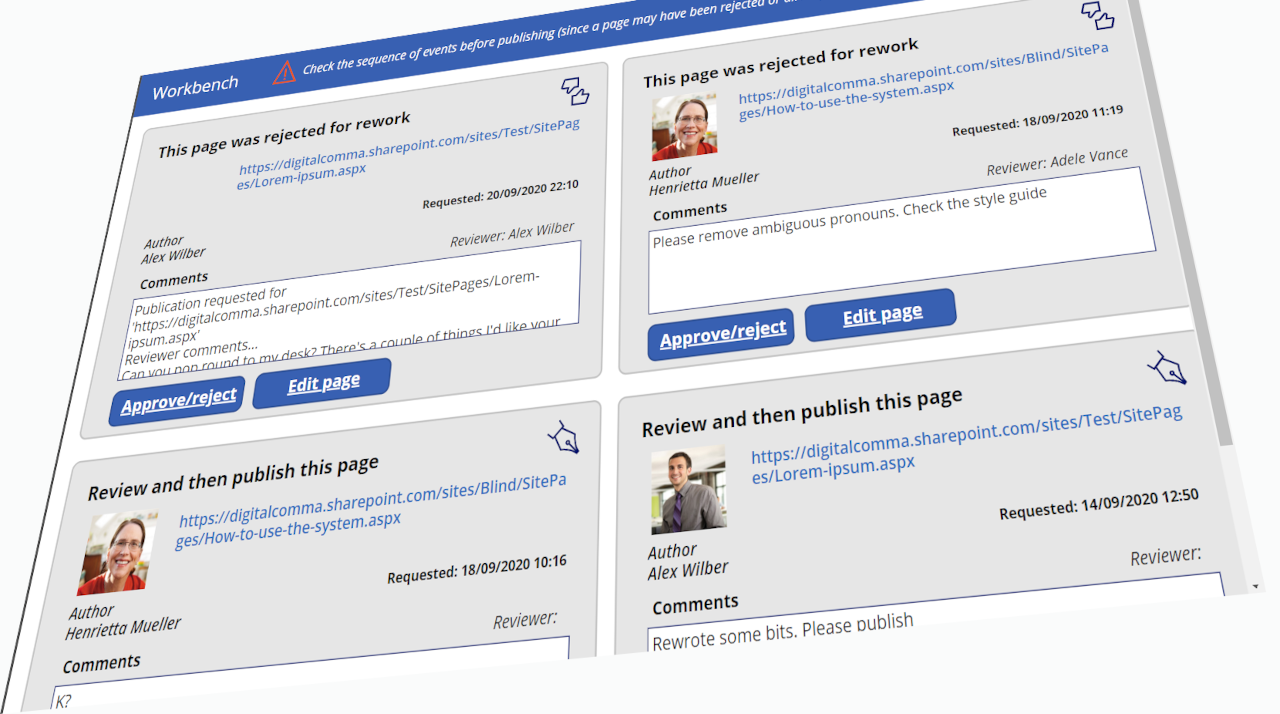 Workbench
Check the sequence of events before publishing (since a page may have been rejected or
This page was rejected for rework
https://digitalcomma.sharepoint.com/sites/Test/SitePag
es/Lorem-ipsum.aspx
Requested: 20/09/2020 22:10
Author
Alex Wilber
Reviewer: Alex Wilber
Comments
Publication requested for
'https://digitalcomma.sharepoint.com/sites/Test/SitePages/Lorem-
ipsum.aspx'
Reviewer comments...
Can you pop round to my desk? There's a couple of things I'd like your
Approve/reject
Edit page
This page was rejected for rework
https://digitalcomma.sharepoint.com/sites/Blind/SitePa
ges/How-to-use-the-system.aspx
Requested: 18/09/2020 11:19
Author
Henrietta Mueller
Reviewer: Adele Vance
Comments
Please remove ambiguous pronouns. Check the style guide
Approve/reject
Edit page
Review and then publish this page
https://digitalcomma.sharepoint.com/sites/Blind/SitePa
ges/How-to-use-the-system.aspx
Requested: 18/09/2020 10:16
Author
Henrietta Mueller
Reviewer:
Comments
K?
Review and then publish this page
https://digitalcomma.sharepoint.com/sites/Test/SitePag
es/Lorem-ipsum.aspx
Requested: 14/09/2020 12:50
Author
Alex Wilber
Reviewer:
Comments
Rewrote some bits. Please publish